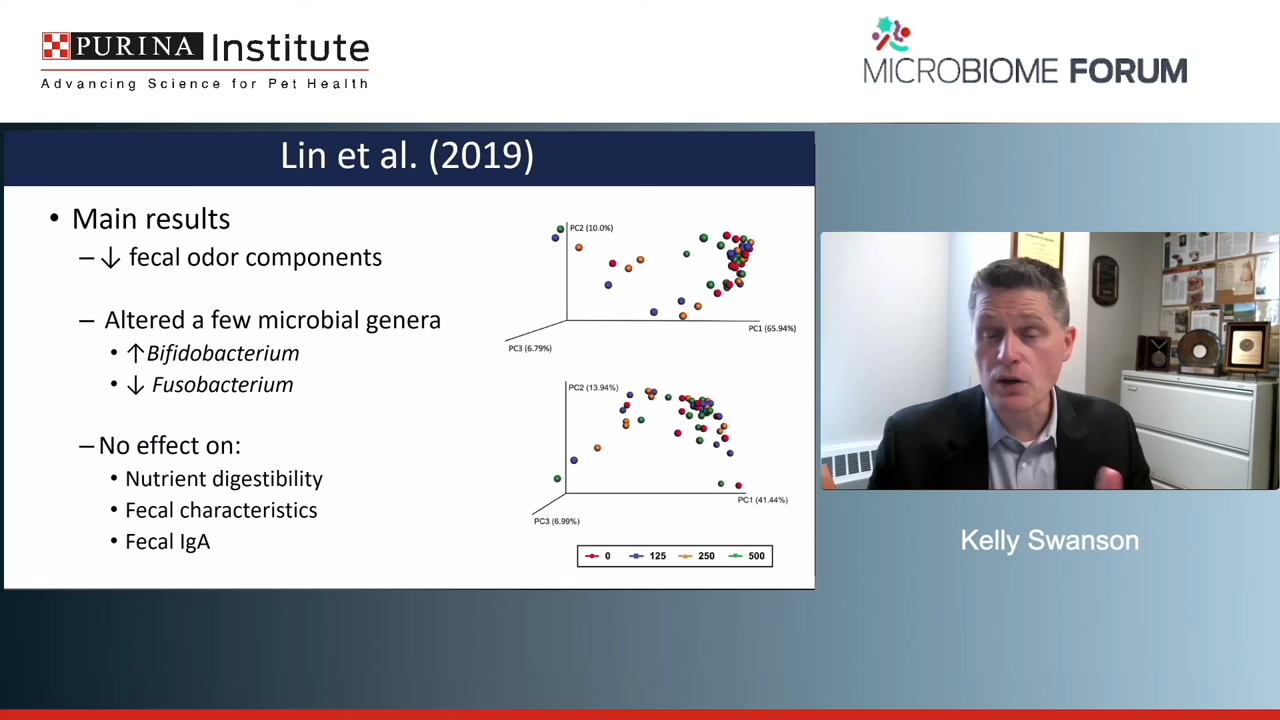 PURINA Institute
Advancing Science for Pet Health
MICROBIOME FORUM
Lin et al. (2019)
• Main results
– ↓ fecal odor components
– Altered a few microbial genera
• ↑Bifidobacterium
• ↓ Fusobacterium
– No effect on:
• Nutrient digestibility
• Fecal characteristics
• Fecal IgA
PC2 (10.0%)
PC1 (65.94%)
PC3 (6.79%)
PC2 (13.94%)
PC1 (41.44%)
PC3 (6.99%)
0 125 250 500
Kelly Swanson